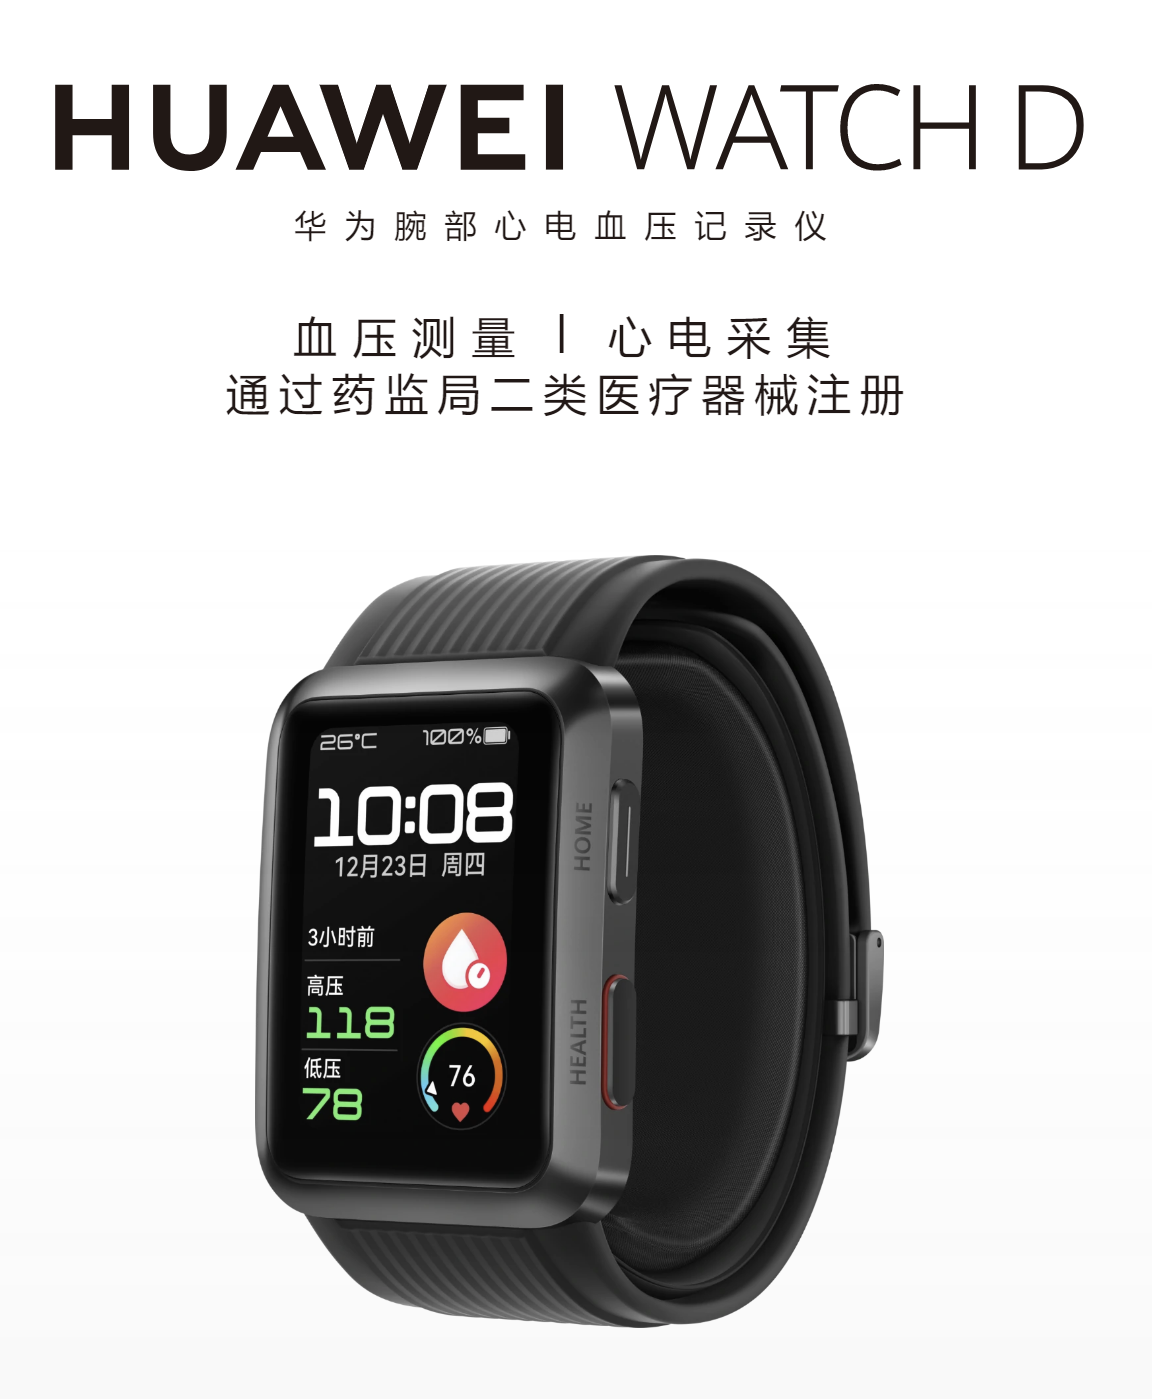 HUAWEI WATCH D
华为腕部心电血压记录仪
血压测量 | 心电采集
通过药监局二类医疗器械注册
26°C 100%
10:08
12月23日 周四
3小时前
高压
118
低压
78
76
HOME
HEALTH